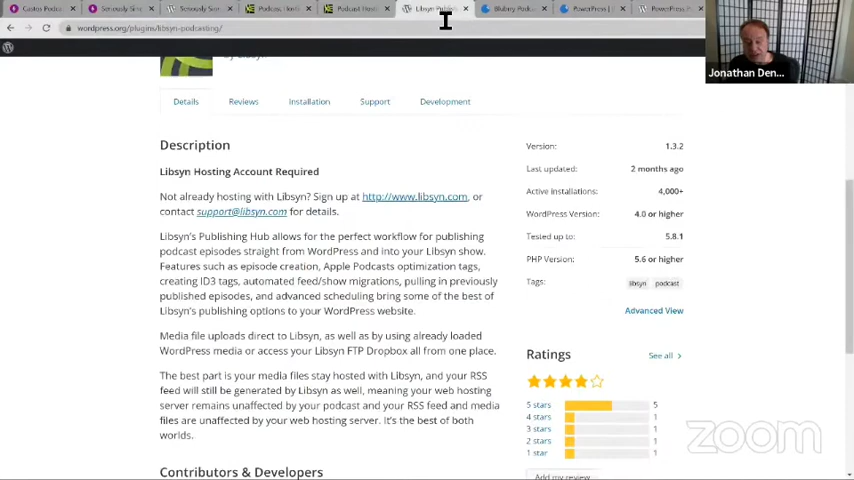 Castos Podca
Seriously Sim
Seriously Sim
Podcast Host
Podcast Hosti
Libsyn Publis
Blubrry Podc
PowerPress |
PowerPress P
wordpress.org/plugins/libsyn-podcasting/
Jonathan Den...
Details
Reviews
Installation
Support
Development
Description
Libsyn Hosting Account Required
Not already hosting with Libsyn? Sign up at http://www.libsyn.com, or
contact support@libsyn.com for details.
Libsyn's Publishing Hub allows for the perfect workflow for publishing
podcast episodes straight from WordPress and into your Libsyn show.
Features such as episode creation, Apple Podcasts optimization tags,
creating ID3 tags, automated feed/show migrations, pulling in previously
published episodes, and advanced scheduling bring some of the best of
Libsyn's publishing options to your WordPress website.
Media file uploads direct to Libsyn, as well as by using already loaded
WordPress media or access your Libsyn FTP Dropbox all from one place.
The best part is your media files stay hosted with Libsyn, and your RSS
feed will still be generated by Libsyn as well, meaning your web hosting
server remains unaffected by your podcast and your RSS feed and media
files are unaffected by your web hosting server. It's the best of both
worlds.
Contributors & Developers
Version: 1.3.2
Last updated: 2 months ago
Active Installations: 4,000+
WordPress Version: 4.0 or higher
Tested up to: 5.8.1
PHP Version: 5.6 or higher
Tags: libsyn podcast
Advanced View
Ratings See all
5 stars 5
4 stars 1
3 stars 1
2 stars 1
1 star 1
Add my review
zoom